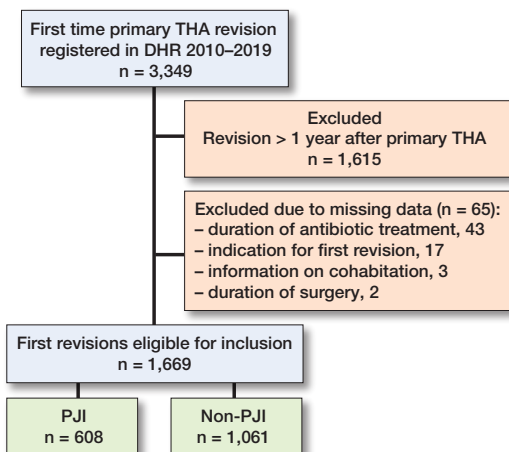 First time primary THA revision
registered in DHR 2010–2019
n = 3,349
Excluded
Revision > 1 year after primary THA
n = 1,615
Excluded due to missing data (n = 65):
– duration of antibiotic treatment, 43
– indication for first revision, 17
– information on cohabitation, 3
– duration of surgery, 2
First revisions eligible for inclusion
n = 1,669
PJI
n = 608
Non-PJI
n = 1,061